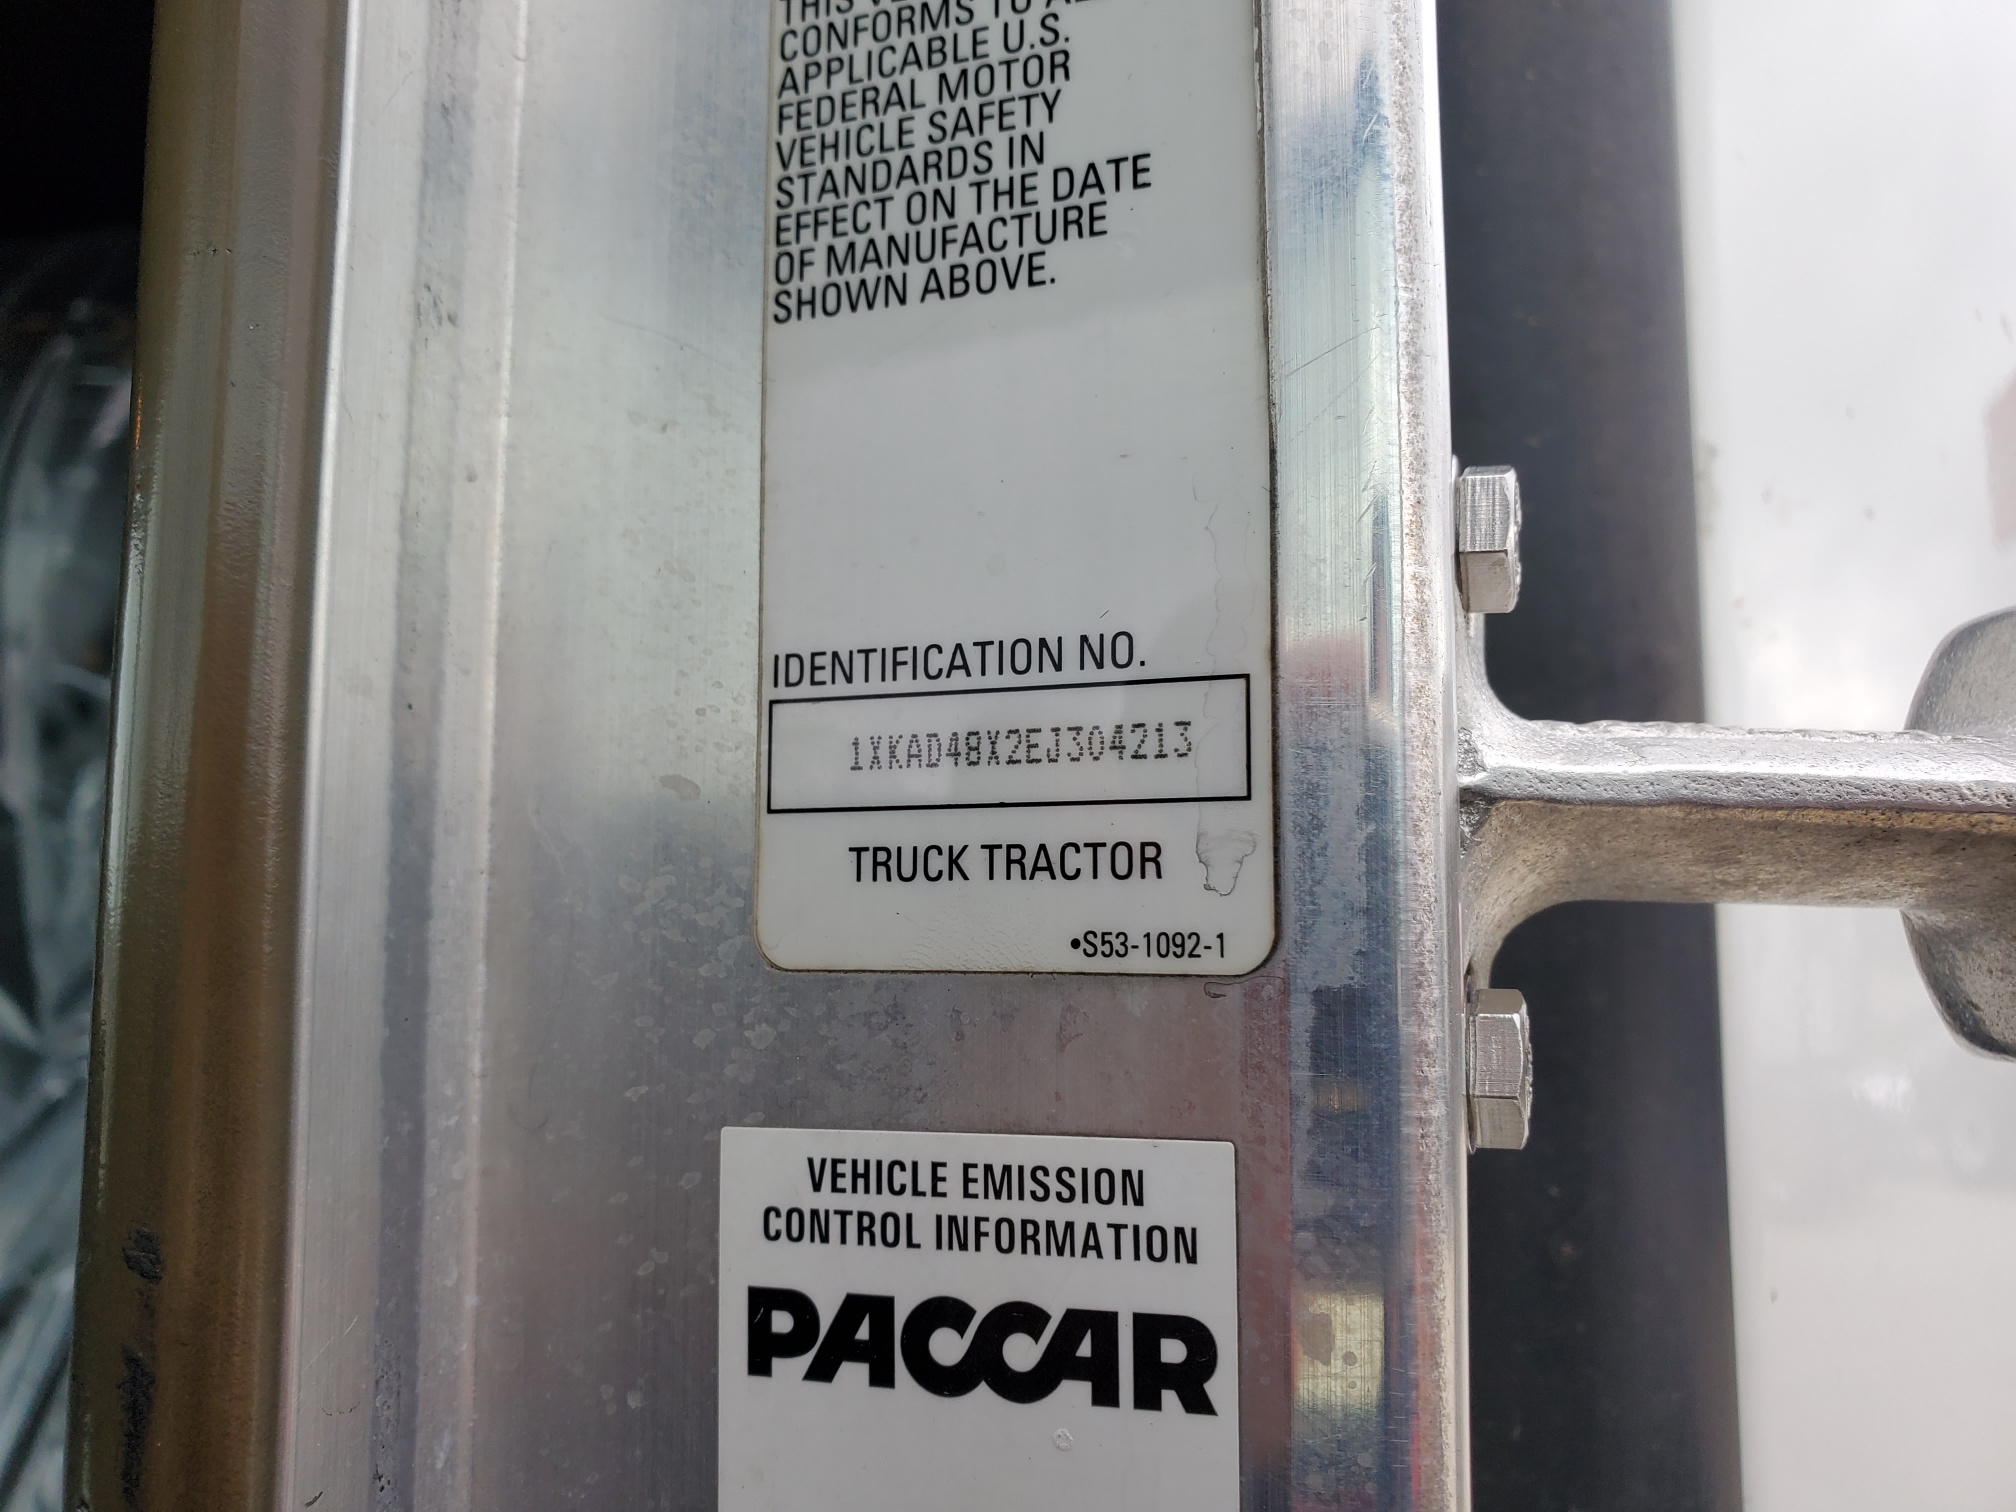 THIS
CONFORMS TO ALL
APPLICABLE U.S.
FEDERAL MOTOR
VEHICLE SAFETY
STANDARDS IN
EFFECT ON THE DATE
OF MANUFACTURE
SHOWN ABOVE.
IDENTIFICATION NO.
1XKAD48X2EJ304213
TRUCK TRACTOR
•S53-1092-1
VEHICLE EMISSION
CONTROL INFORMATION
PACCAR